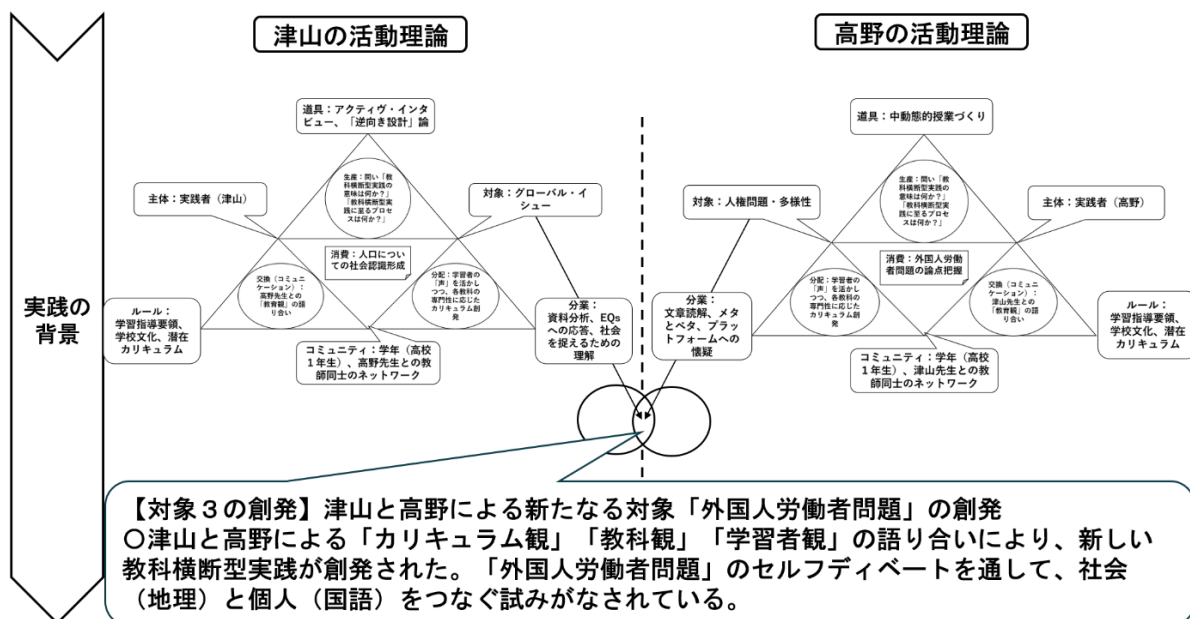 津山の活動理論
高野の活動理論
実践の
背景
道具：アクティヴ・インタ
ビュー、「逆向き設計」論
主体：実践者（津山）
生産：問い「教
科横断型実践の
意味は何か？」
「教科横断型実
践に至るプロセ
スは何か？」
対象：グローバル・イ
シュー
消費：人口につい
ての社会認識形成
交換（コミュニ
ケーション）：
高野先生との
「教育観」の語
り合い
分配：学習者の
「声」を活かし
つつ、各教科の
専門性に応じた
カリキュラム創
発
ルール：
学習指導要領、
学校文化、潜在
カリキュラム
コミュニティ：学年（高校
１年生）、高野先生との教
師同士のネットワーク
分業：
資料分析、EQs
への応答、社会
を捉えるための
理解
道具：中動態的授業づくり
対象：人権問題・多様性
生産：問い「教
科横断型実践の
意味は何か？」
「教科横断型実
践に至るプロセ
スは何か？」
主体：実践者（高野）
消費：外国人労働
者問題の論点把握
分配：学習者の
「声」を活かし
つつ、各教科の
専門性に応じた
カリキュラム創
発
交換（コミュニ
ケーション）：
津山先生との
「教育観」の語
り合い
分業：
文章読解、メタ
とベタ、プラッ
トフォームへの
懐疑
コミュニティ：学年（高校
１年生）、津山先生との教
師同士のネットワーク
ルール：
学習指導要領、
学校文化、潜在
カリキュラム
【対象３の創発】津山と高野による新たなる対象「外国人労働者問題」の創発
〇津山と高野による「カリキュラム観」「教科観」「学習者観」の語り合いにより、新しい
教科横断型実践が創発された。「外国人労働者問題」のセルフディベートを通して、社会
（地理）と個人（国語）をつなぐ試みがなされている。